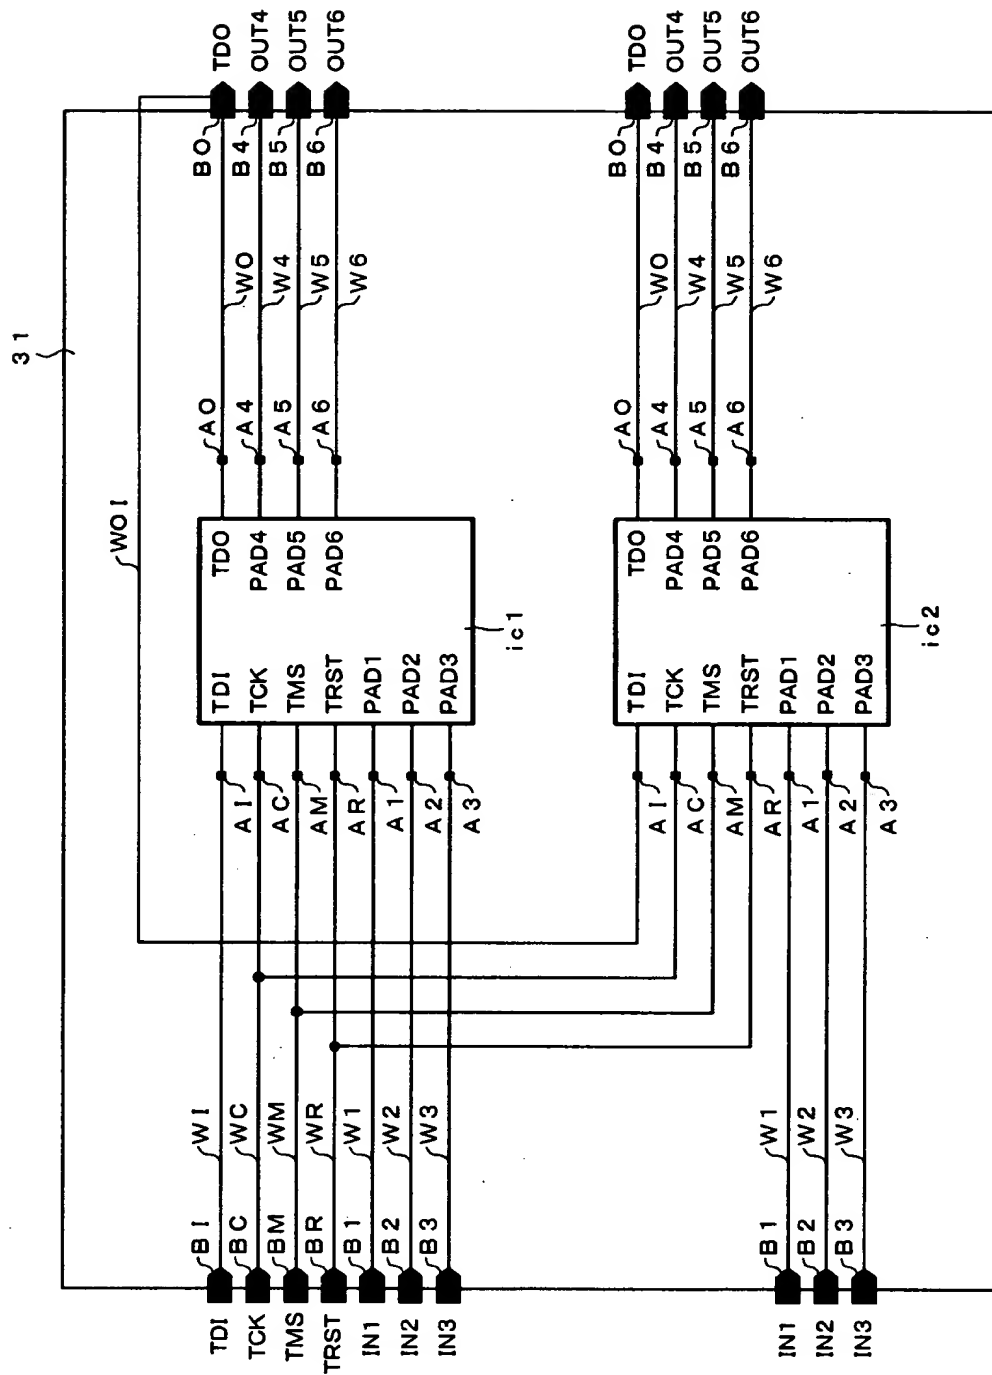 31
WOI
TDI
TCK
TMS
TRST
IN1
IN2
IN3
BI
BC
BM
BR
B1
B2
B3
WI
WC
WM
WR
W1
W2
W3
AI
AC
AM
AR
A1
A2
A3
TDI
TCK
TMS
TRST
PAD1
PAD2
PAD3
TDO
PAD4
PAD5
PAD6
ic1
AO
A4
A5
A6
WO
W4
W5
W6
BO
B4
B5
B6
TDO
OUT4
OUT5
OUT6
IN1
IN2
IN3
B1
B2
B3
W1
W2
W3
AI
AC
AM
AR
A1
A2
A3
TDI
TCK
TMS
TRST
PAD1
PAD2
PAD3
TDO
PAD4
PAD5
PAD6
ic2
AO
A4
A5
A6
WO
W4
W5
W6
BO
B4
B5
B6
TDO
OUT4
OUT5
OUT6